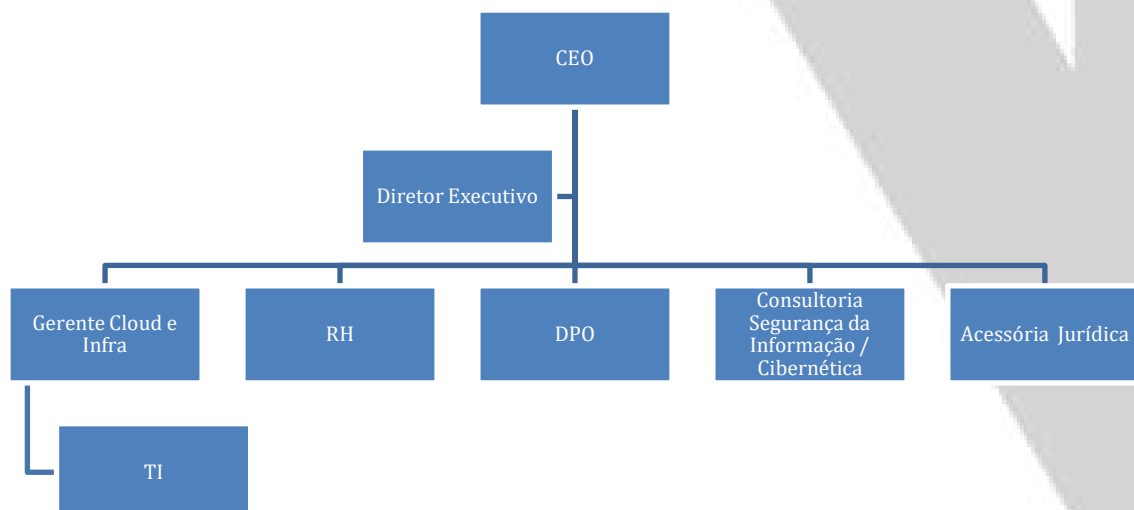 CEO
Diretor Executivo
Gerente Cloud e
Infra
RH
DPO
Consultoria
Segurança da
Informação /
Cibernética
Acessória Jurídica
TI